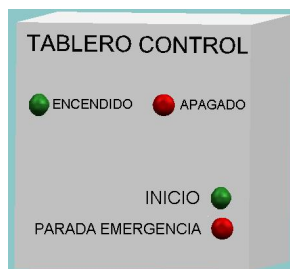 TABLERO CONTROL
ENCENDIDO APAGADO
INICIO
PARADA EMERGENCIA